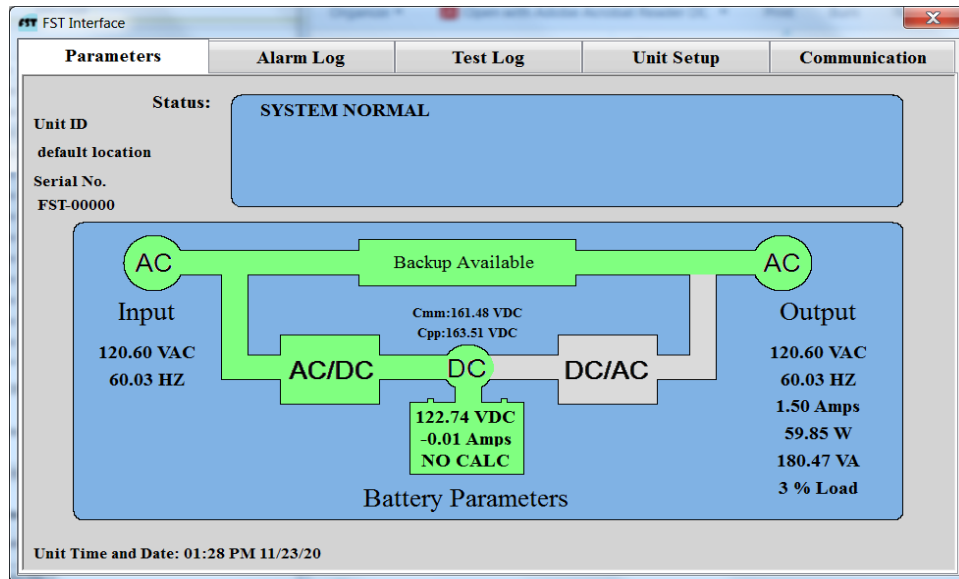 FST FST Interface
Parameters
Alarm Log
Test Log
Unit Setup
Communication
Status:
SYSTEM NORMAL
Unit ID
default location
Serial No.
FST-00000
AC
Backup Available
AC
Input
120.60 VAC
60.03 HZ
Cmm:161.48 VDC
Cpp:163.51 VDC
AC/DC
DC
DC/AC
122.74 VDC
-0.01 Amps
NO CALC
Battery Parameters
Output
120.60 VAC
60.03 HZ
1.50 Amps
59.85 W
180.47 VA
3 % Load
Unit Time and Date: 01:28 PM 11/23/20